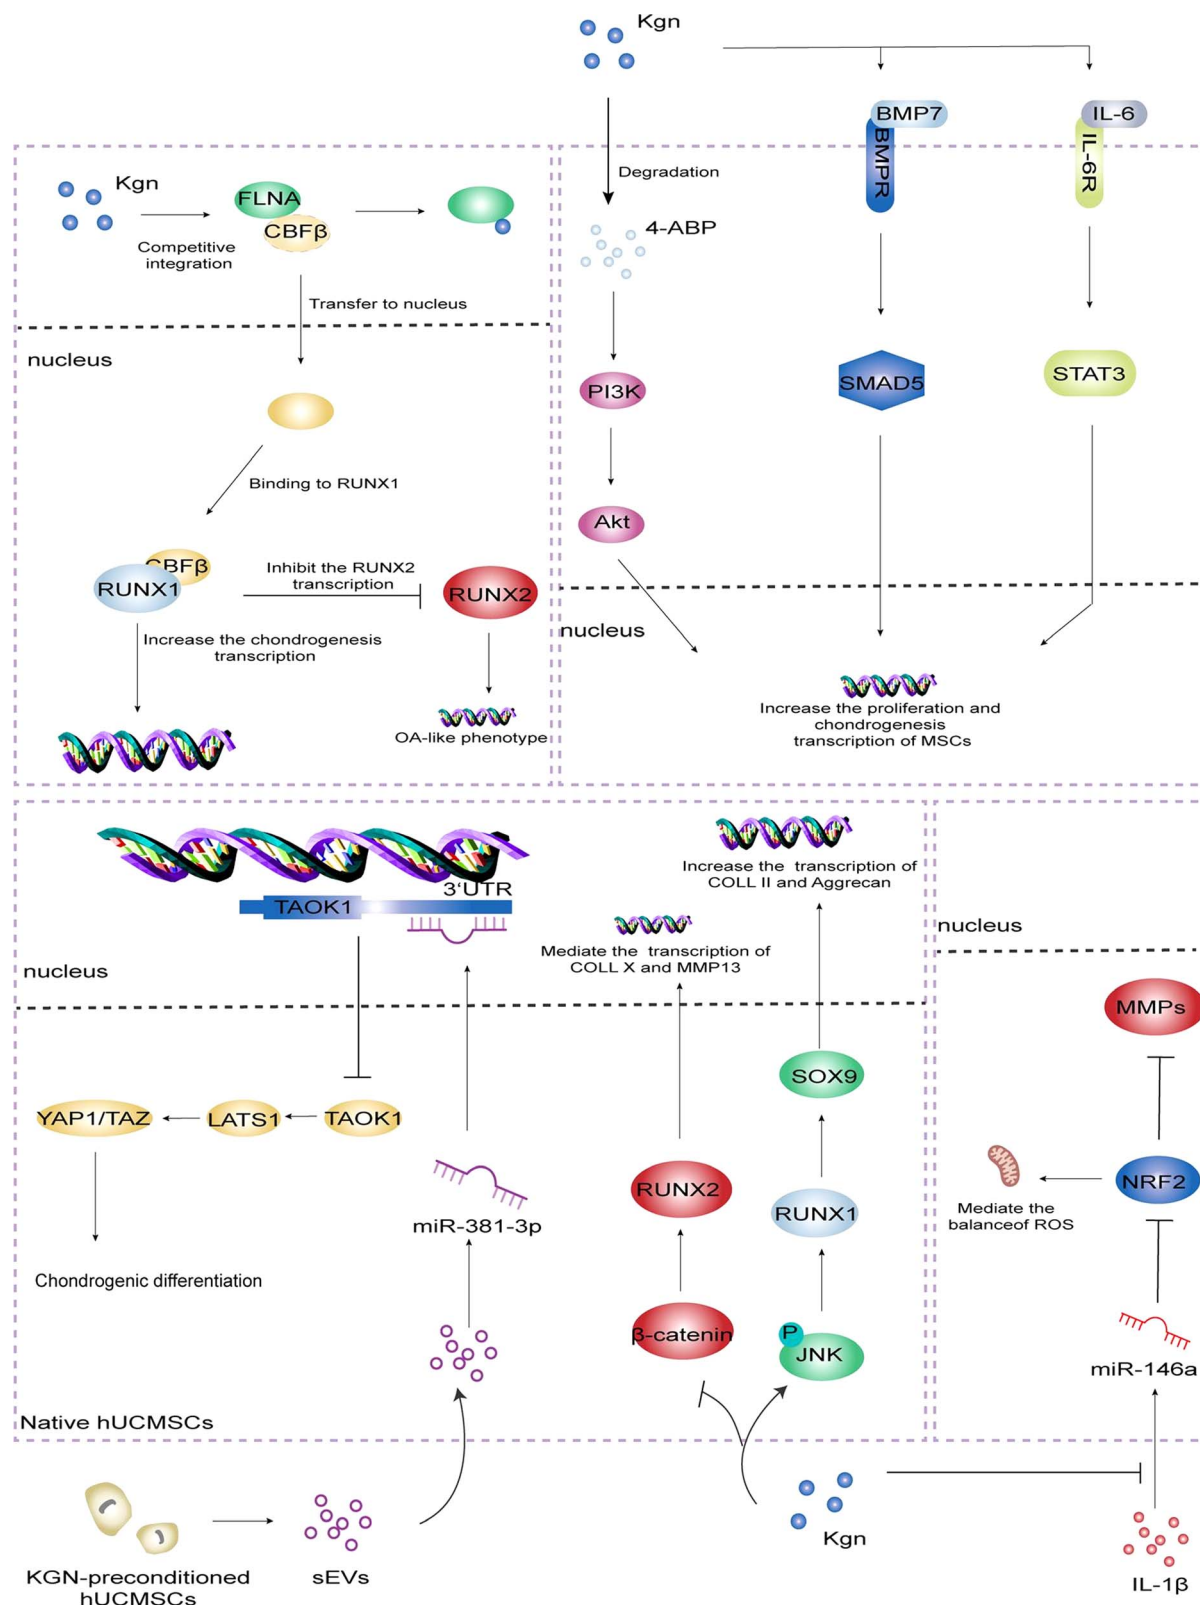 Kgn
BMP7
BMPR
IL-6
IL-6R
Degradation
4-ABP
PI3K
Akt
SMAD5
STAT3
nucleus
Increase the proliferation and
chondrogenesis
transcription of MSCs
Kgn
FLNA
CBFβ
Competitive
integration
Transfer to nucleus
nucleus
Binding to RUNX1
CBFβ
RUNX1
Inhibit the RUNX2
transcription
RUNX2
Increase the chondrogenesis
transcription
OA-like phenotype
3‘UTR
TAOK1
nucleus
YAP1/TAZ
LATS1
TAOK1
Chondrogenic differentiation
miR-381-3p
Native hUCMSCs
KGN-preconditioned
hUCMSCs
sEVs
Increase the transcription of
COLL II and Aggrecan
Mediate the transcription of
COLL X and MMP13
SOX9
RUNX2
RUNX1
β-catenin
P
JNK
Kgn
nucleus
MMPs
NRF2
Mediate the
balanceof ROS
miR-146a
IL-1β